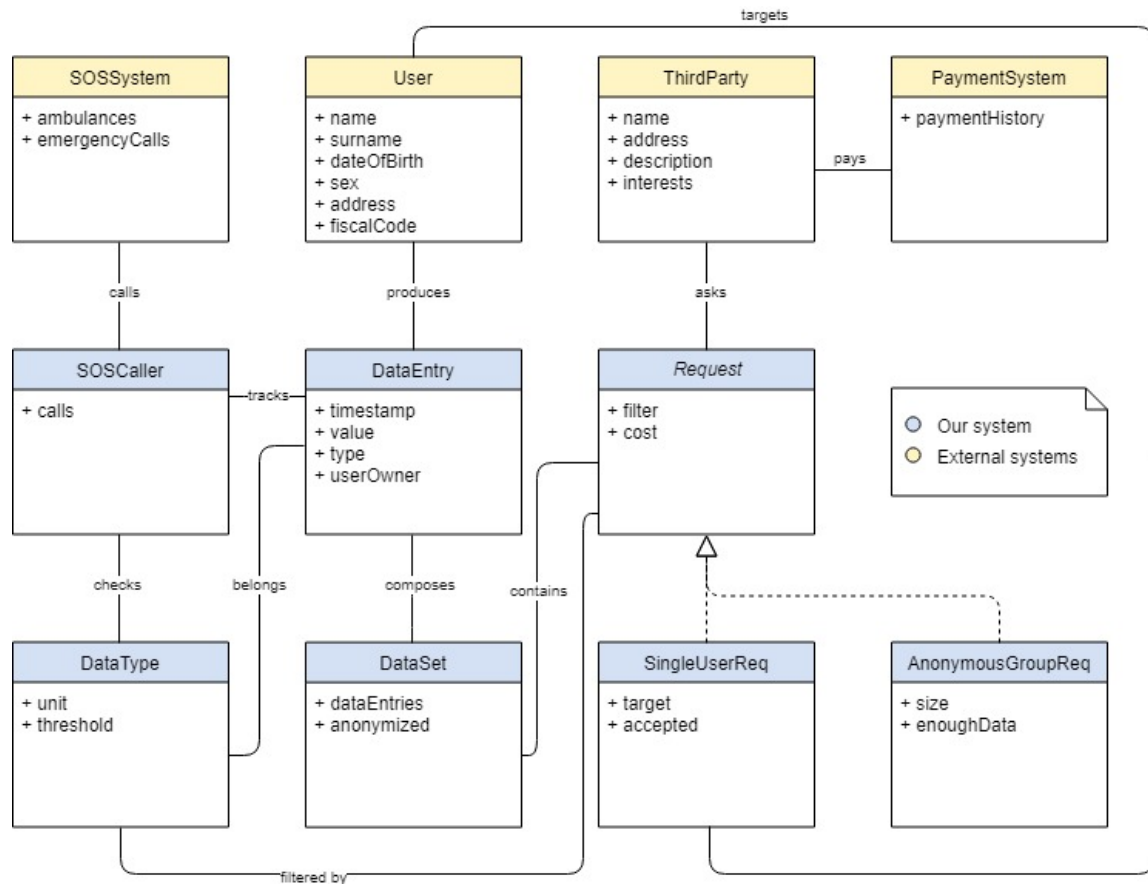 targets
SOSSystem
+ ambulances
+ emergencyCalls
User
+ name
+ surname
+ dateOfBirth
+ sex
+ address
+ fiscalCode
ThirdParty
+ name
+ address
+ description
+ interests
pays
PaymentSystem
+ paymentHistory
calls
produces
asks
SOSCaller
+ calls
tracks
DataEntry
+ timestamp
+ value
+ type
+ userOwner
Request
+ filter
+ cost
Our system
External systems
checks
belongs
composes
contains
DataType
+ unit
+ threshold
DataSet
+ dataEntries
+ anonymized
SingleUserReq
+ target
+ accepted
AnonymousGroupReq
+ size
+ enoughData
filtered by